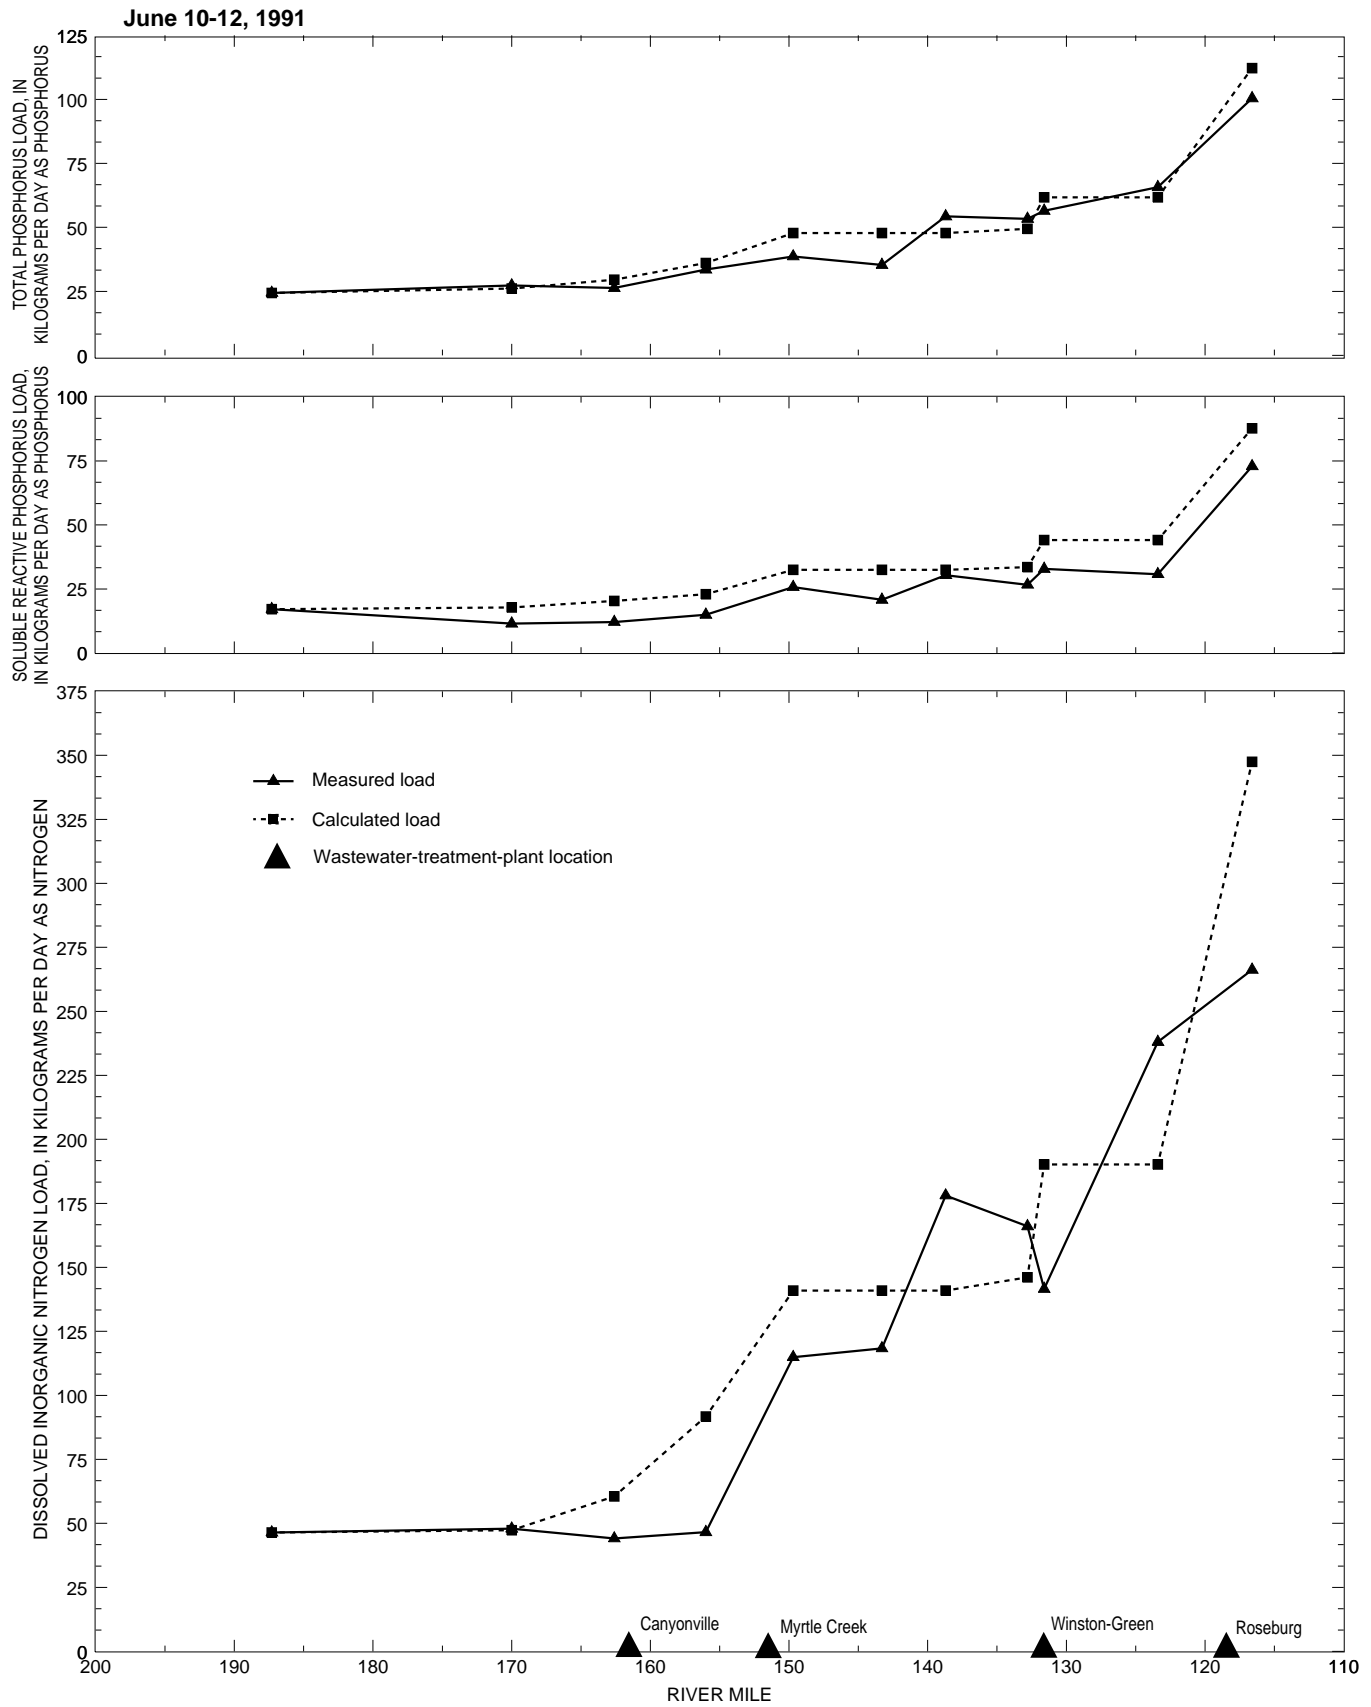 June 10-12, 1991
TOTAL PHOSPHORUS LOAD, IN
KILOGRAMS PER DAY AS PHOSPHORUS
125
100
75
50
25
0
SOLUBLE REACTIVE PHOSPHORUS LOAD,
IN KILOGRAMS PER DAY AS PHOSPHORUS
100
75
50
25
0
DISSOLVED INORGANIC NITROGEN LOAD, IN KILOGRAMS PER DAY AS NITROGEN
375
350
325
300
275
250
225
200
175
150
125
100
75
50
25
0
Measured load
Calculated load
Wastewater-treatment-plant location
Canyonville
Myrtle Creek
Winston-Green
Roseburg
200 190 180 170 160 150 140 130 120 110
RIVER MILE